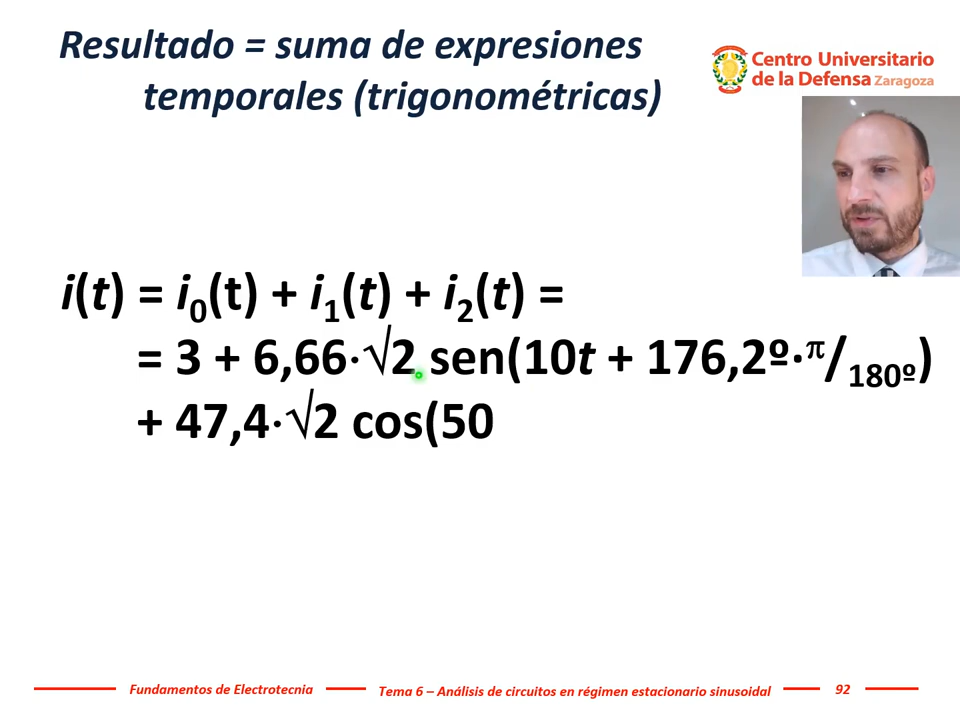 Resultado = suma de expresiones
temporales (trigonométricas)
Centro Universitario
de la Defensa Zaragoza
i(t) = i₀(t) + i₁(t) + i₂(t) =
= 3 + 6,66·√2 sen(10t + 176,2º·π/180º)
+ 47,4·√2 cos(50
Fundamentos de Electrotecnia
Tema 6 – Análisis de circuitos en régimen estacionario sinusoidal
92